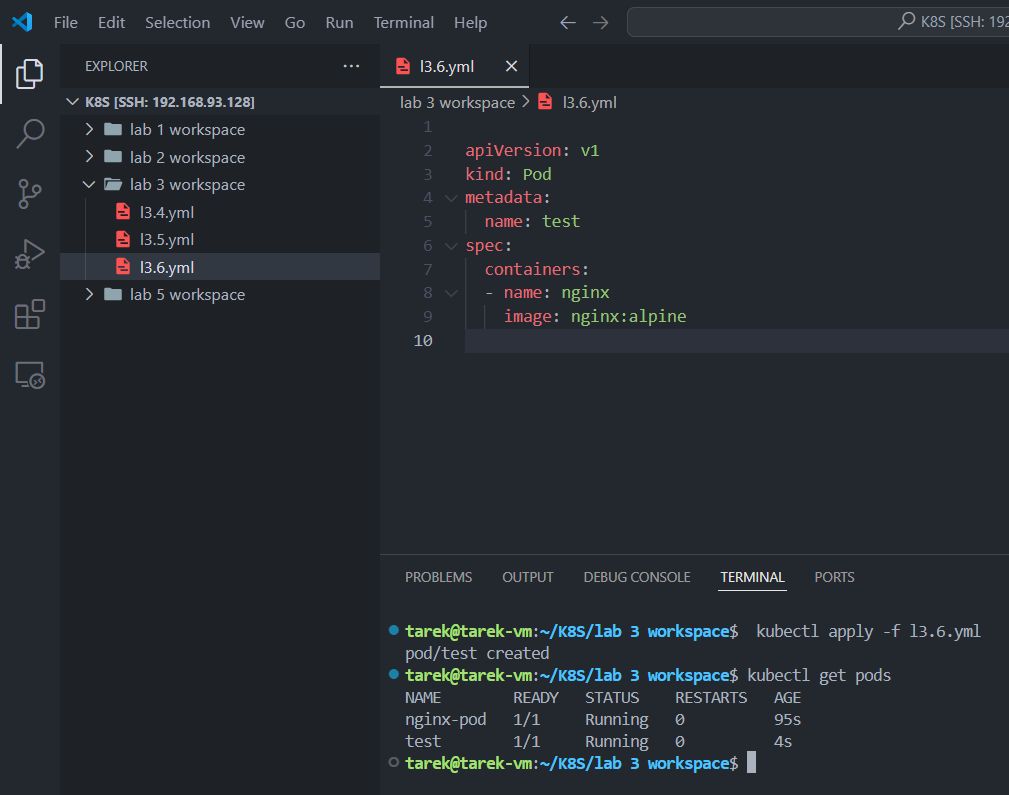 File Edit Selection View Go Run Terminal Help
K8S [SSH: 192
EXPLORER
K8S [SSH: 192.168.93.128]
lab 1 workspace
lab 2 workspace
lab 3 workspace
l3.4.yml
l3.5.yml
l3.6.yml
lab 5 workspace
l3.6.yml
lab 3 workspace > l3.6.yml
1
2 apiVersion: v1
3 kind: Pod
4 metadata:
5   name: test
6 spec:
7   containers:
8   - name: nginx
9     image: nginx:alpine
10
PROBLEMS OUTPUT DEBUG CONSOLE TERMINAL PORTS
tarek@tarek-vm:~/K8S/lab 3 workspace$  kubectl apply -f l3.6.yml
pod/test created
tarek@tarek-vm:~/K8S/lab 3 workspace$ kubectl get pods
NAME        READY   STATUS    RESTARTS   AGE
nginx-pod   1/1     Running   0          95s
test        1/1     Running   0          4s
tarek@tarek-vm:~/K8S/lab 3 workspace$